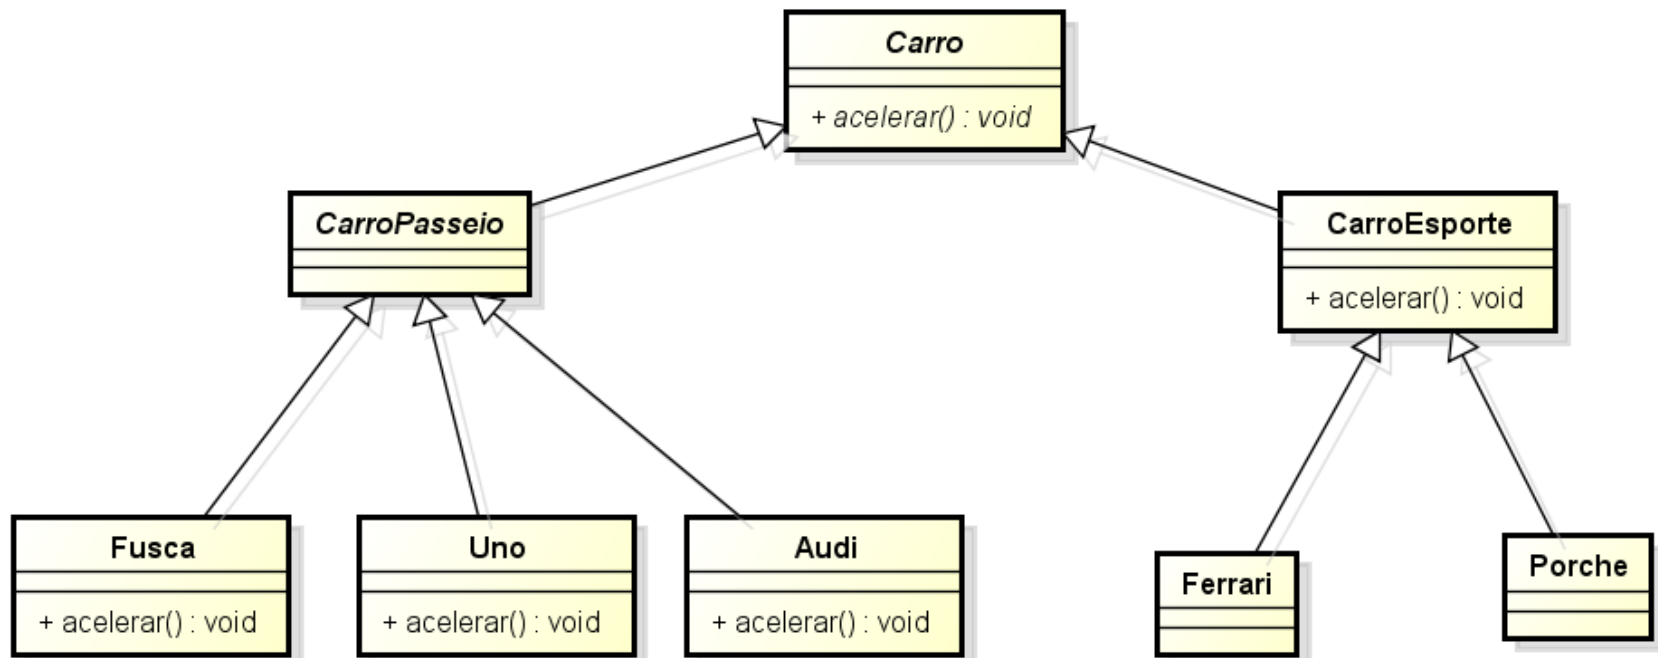 Carro
+ acelerar() : void
CarroPasseio
CarroEsporte
+ acelerar() : void
Fusca
+ acelerar() : void
Uno
+ acelerar() : void
Audi
+ acelerar() : void
Ferrari
Porche